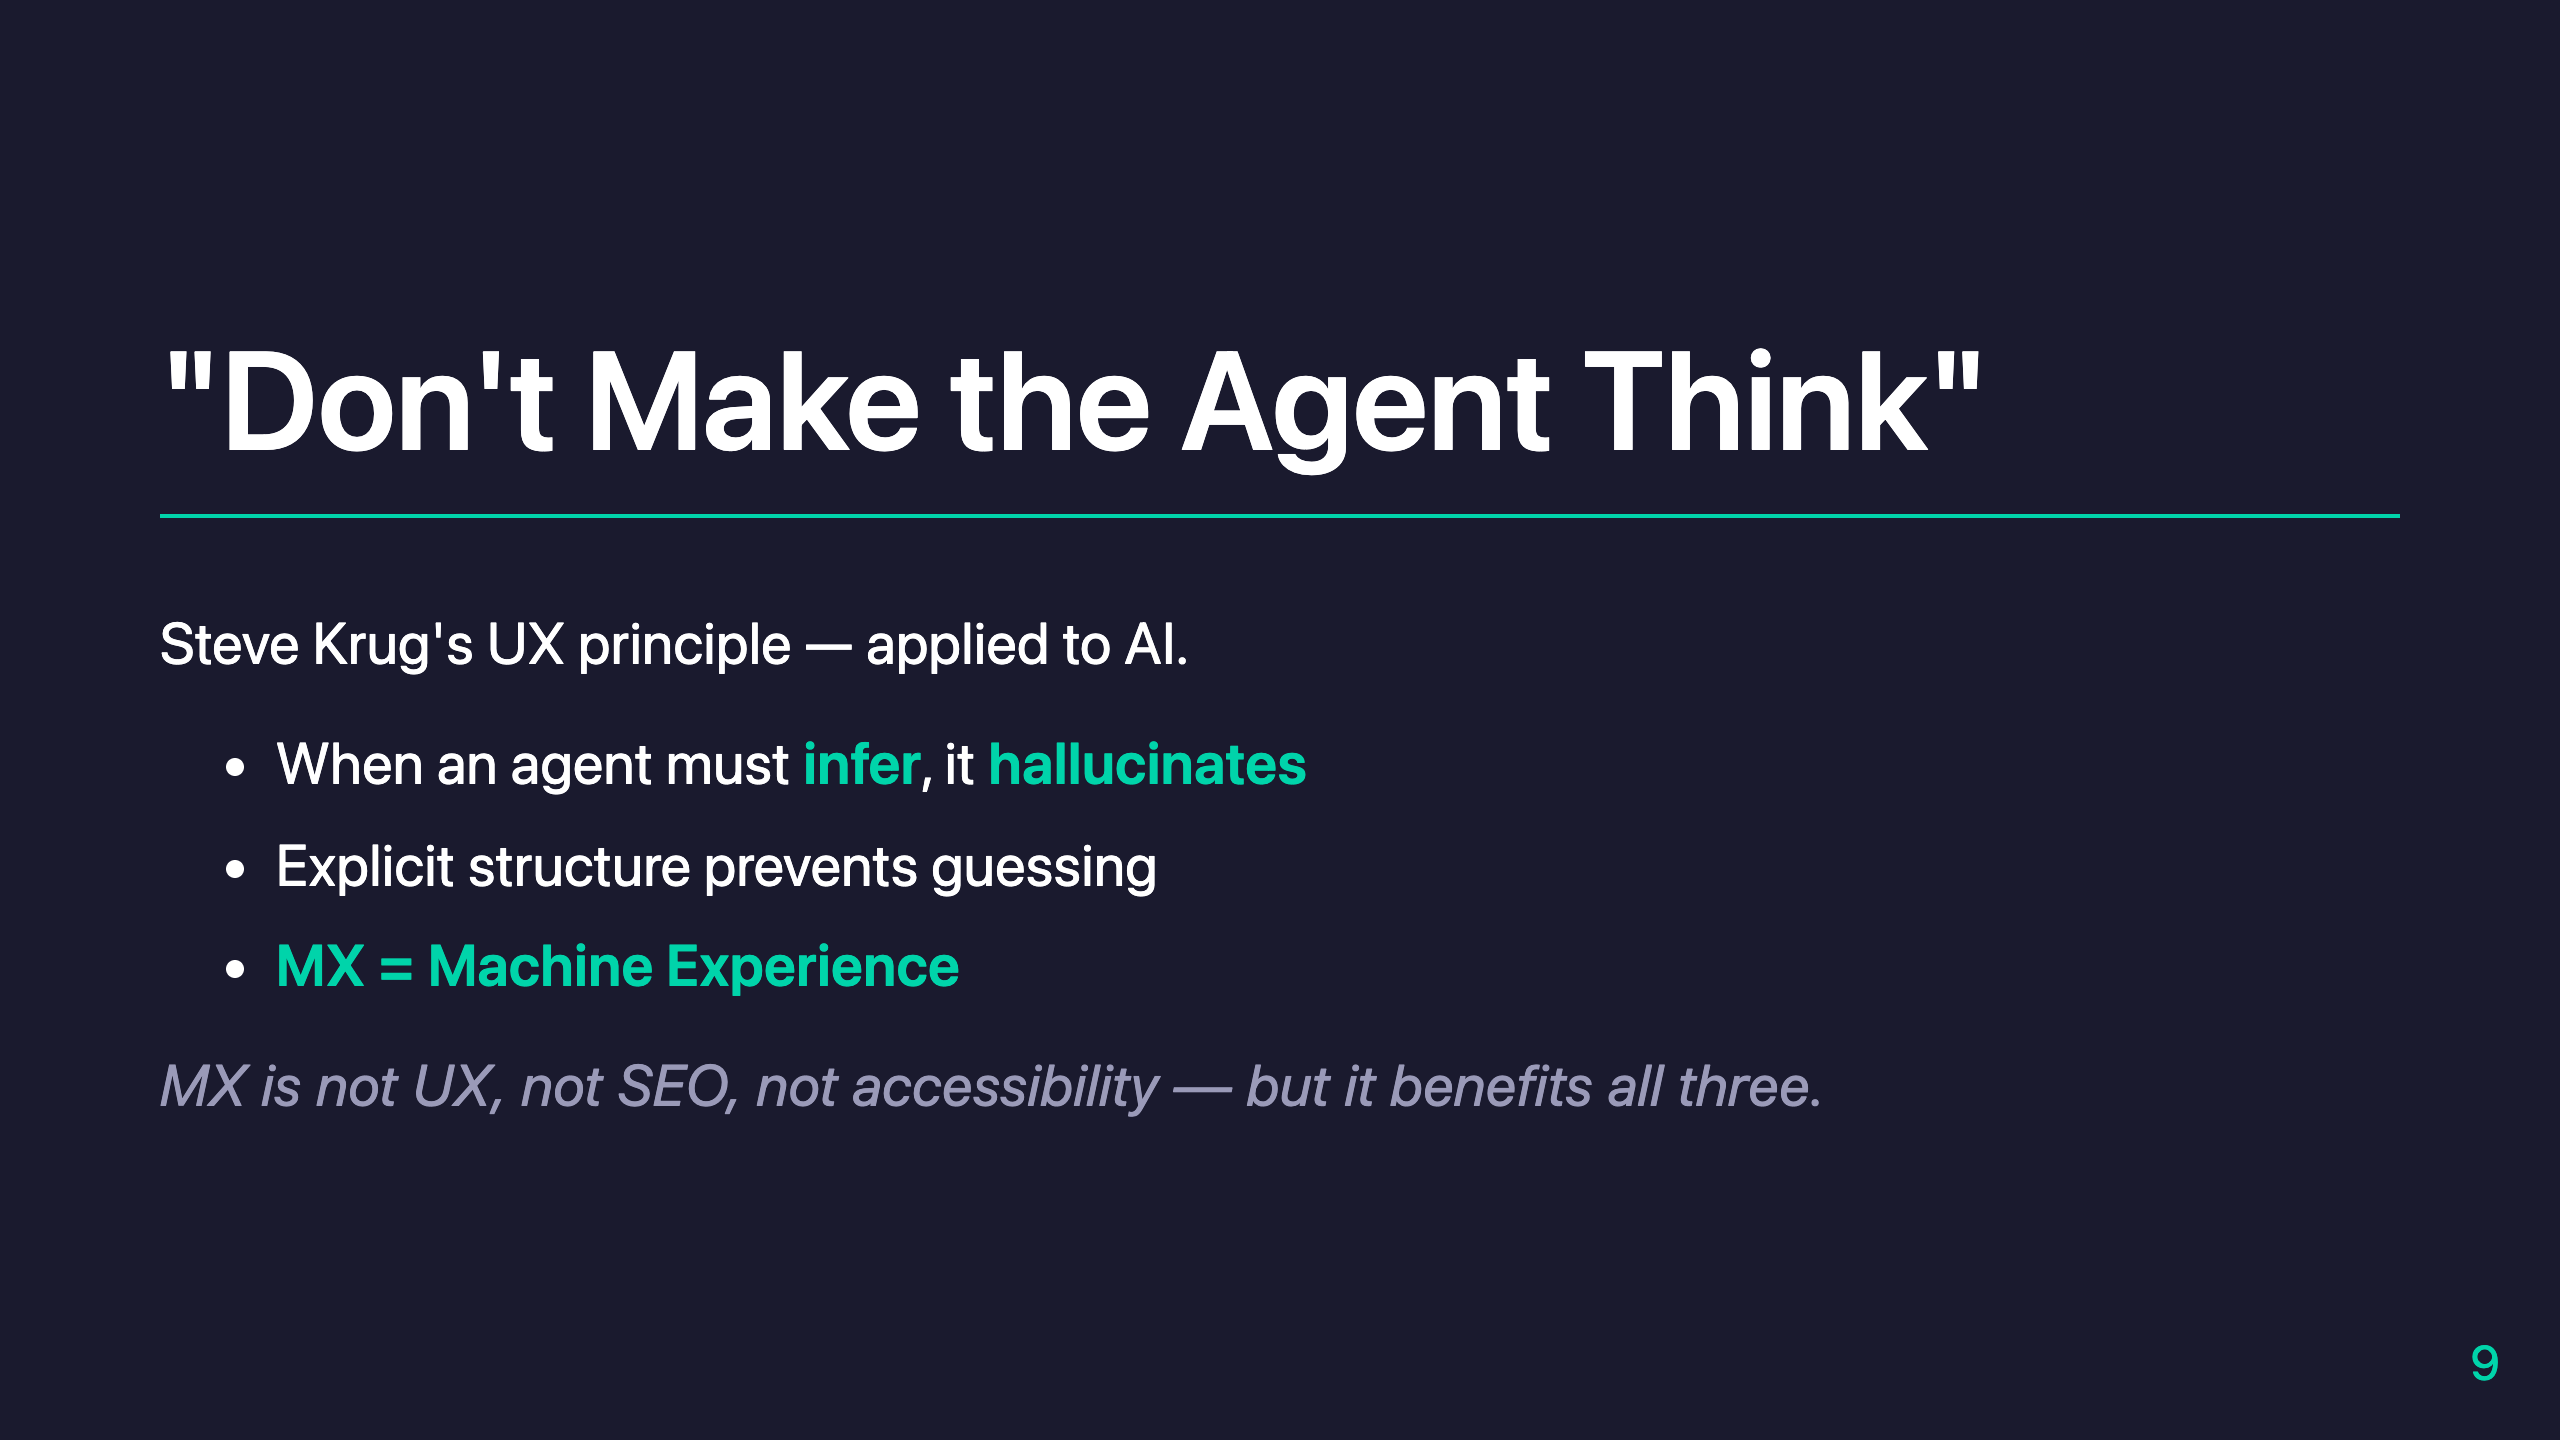 "Don't Make the Agent Think"
Steve Krug's UX principle — applied to AI.
• When an agent must infer, it hallucinates
• Explicit structure prevents guessing
• MX = Machine Experience
MX is not UX, not SEO, not accessibility — but it benefits all three.
9